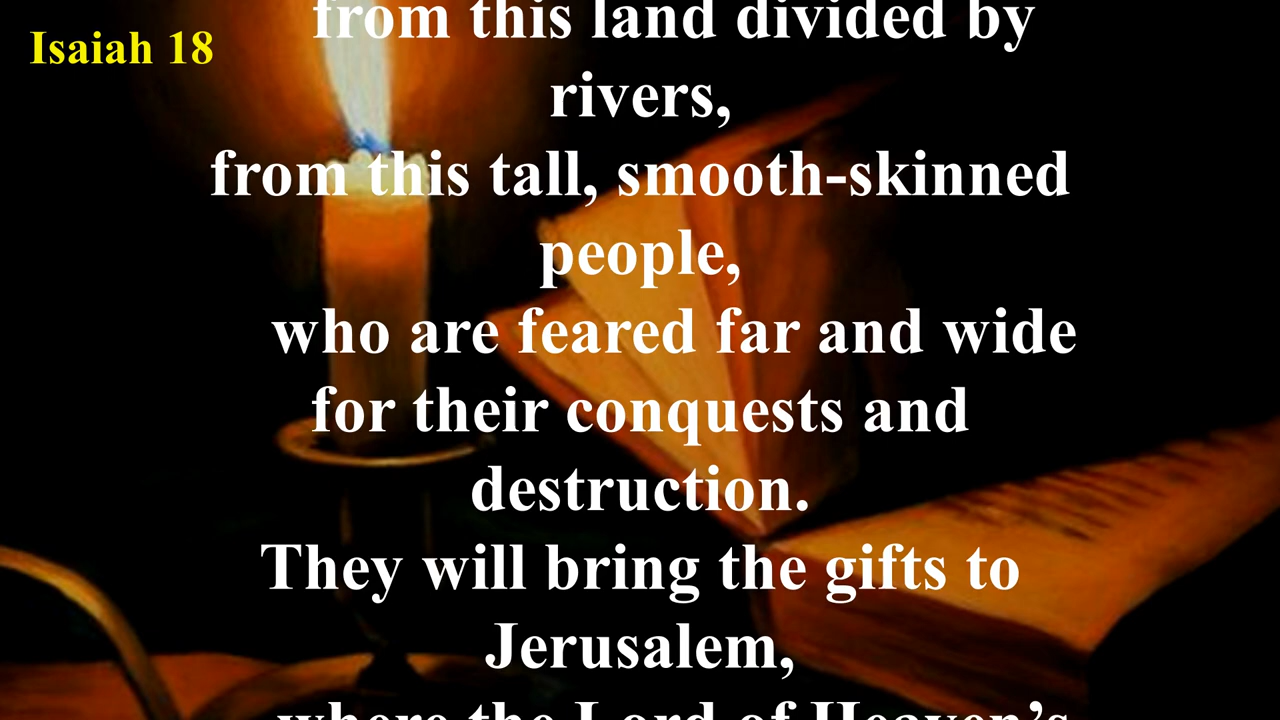 Isaiah 18
from this land divided by
rivers,
from this tall, smooth-skinned
people,
who are feared far and wide
for their conquests and
destruction.
They will bring the gifts to
Jerusalem,
where the Lord of Heaven’s